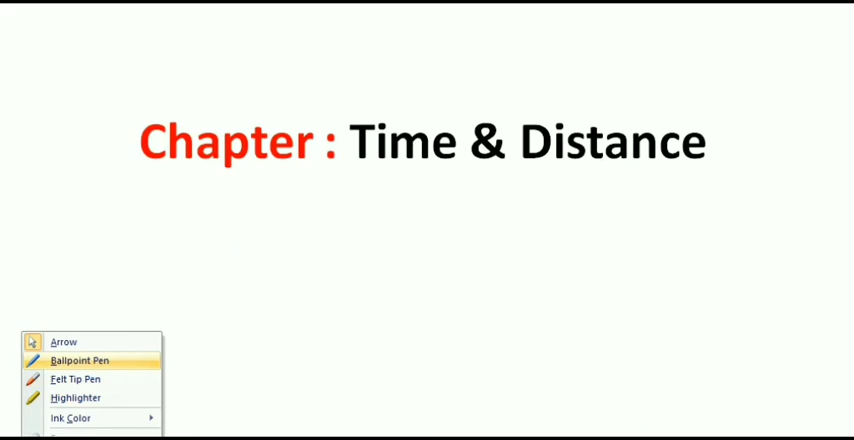 Chapter : Time & Distance
Arrow
Ballpoint Pen
Felt Tip Pen
Highlighter
Ink Color